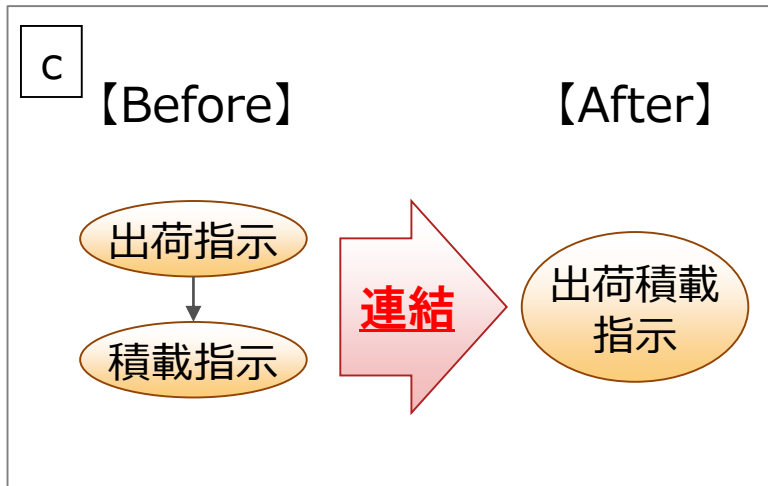 c
【Before】
【After】
出荷指示
積載指示
連結
出荷積載
指示